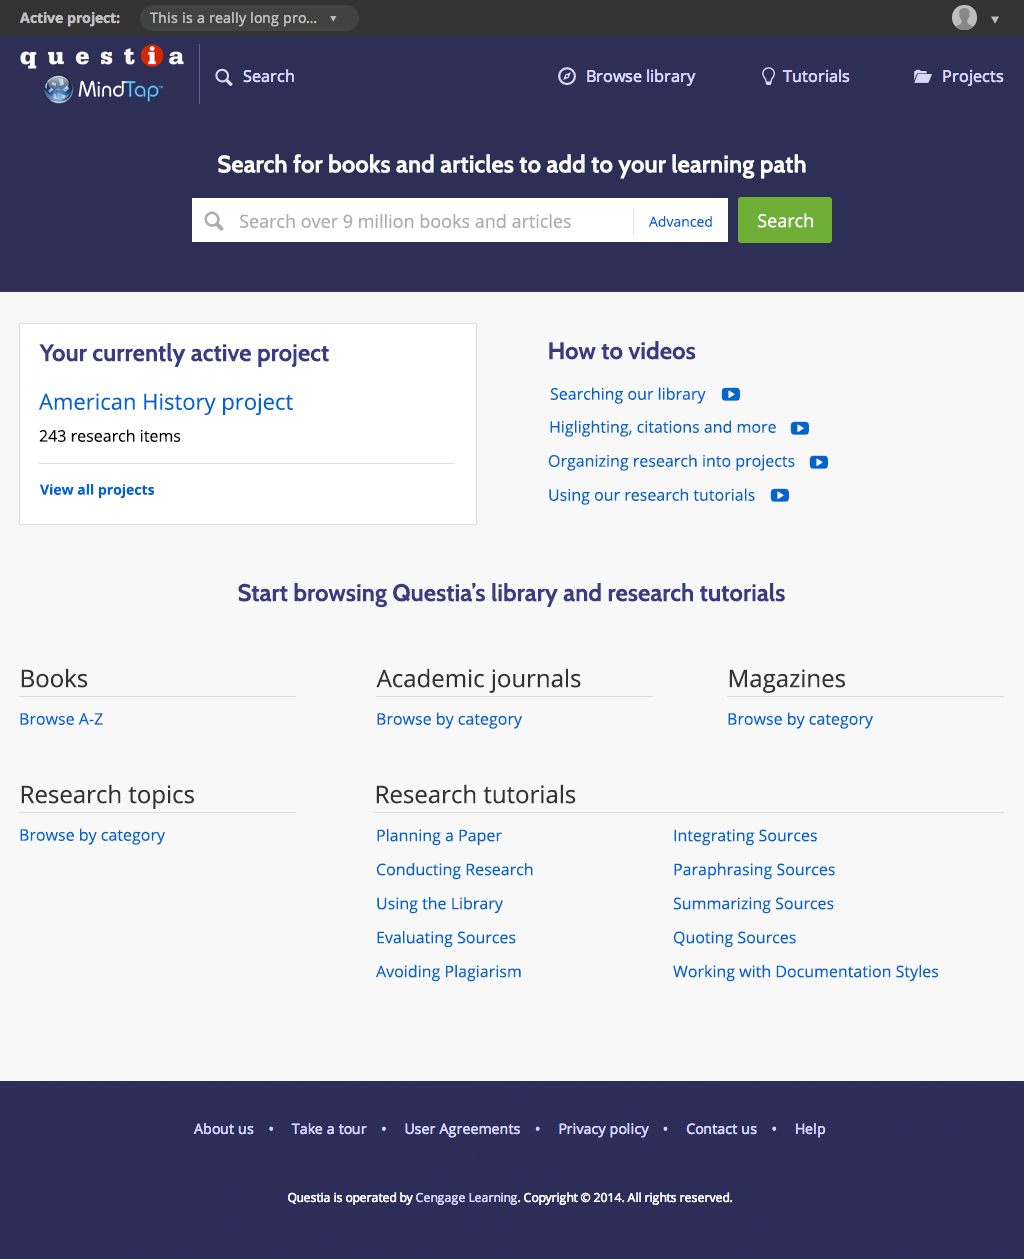 Active project: This is a really long pro...
questia
MindTap™
Search
Browse library
Tutorials
Projects
Search for books and articles to add to your learning path
Search over 9 million books and articles
Advanced
Search
Your currently active project
American History project
243 research items
View all projects
How to videos
Searching our library
Higlighting, citations and more
Organizing research into projects
Using our research tutorials
Start browsing Questia’s library and research tutorials
Books
Browse A-Z
Academic journals
Browse by category
Magazines
Browse by category
Research topics
Browse by category
Research tutorials
Planning a Paper
Conducting Research
Using the Library
Evaluating Sources
Avoiding Plagiarism
Integrating Sources
Paraphrasing Sources
Summarizing Sources
Quoting Sources
Working with Documentation Styles
About us • Take a tour • User Agreements • Privacy policy • Contact us • Help
Questia is operated by Cengage Learning. Copyright © 2014. All rights reserved.